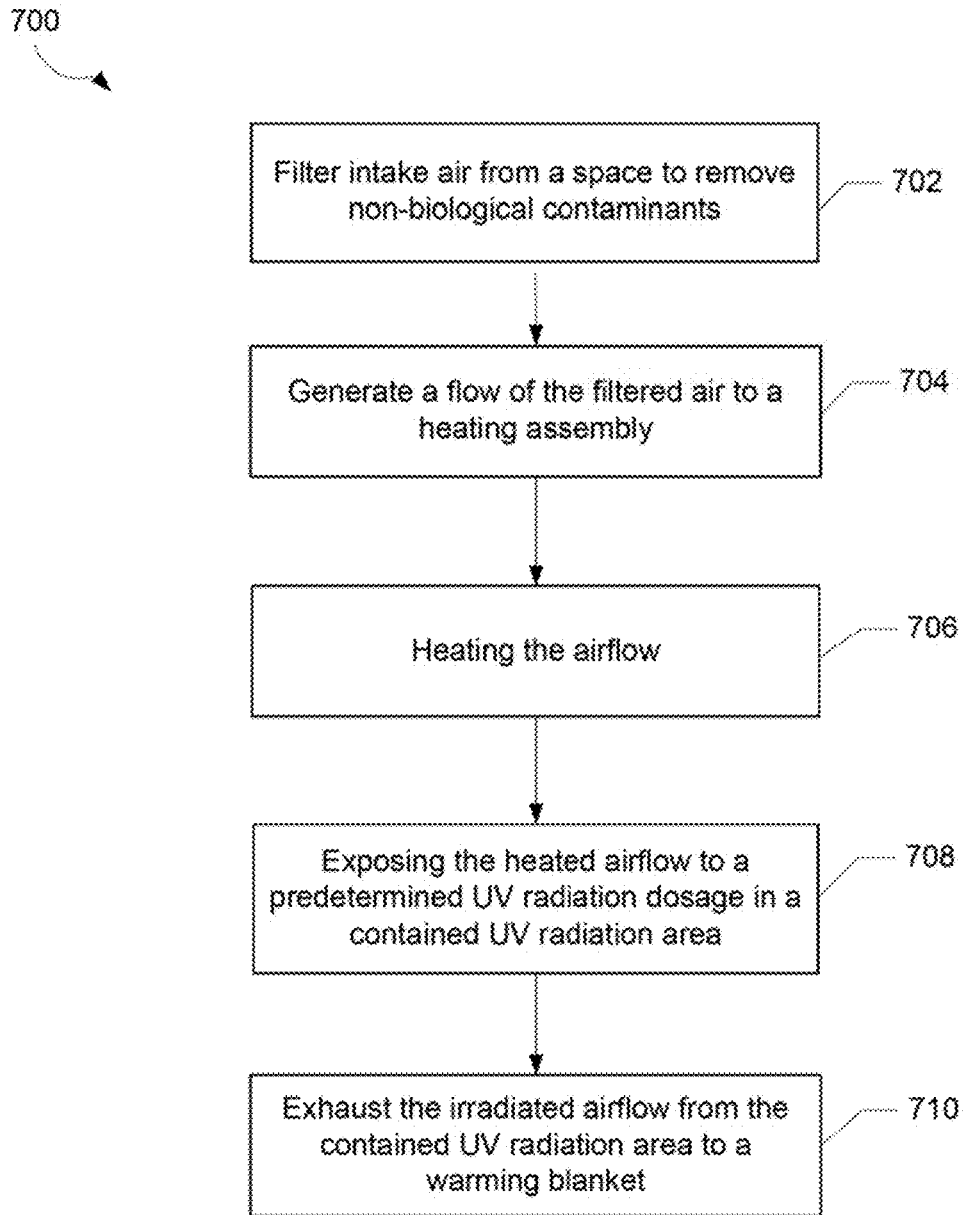 700
Filter intake air from a space to remove
non-biological contaminants
702
Generate a flow of the filtered air to a
heating assembly
704
Heating the airflow
706
Exposing the heated airflow to a
predetermined UV radiation dosage in a
contained UV radiation area
708
Exhaust the irradiated airflow from the
contained UV radiation area to a
warming blanket
710